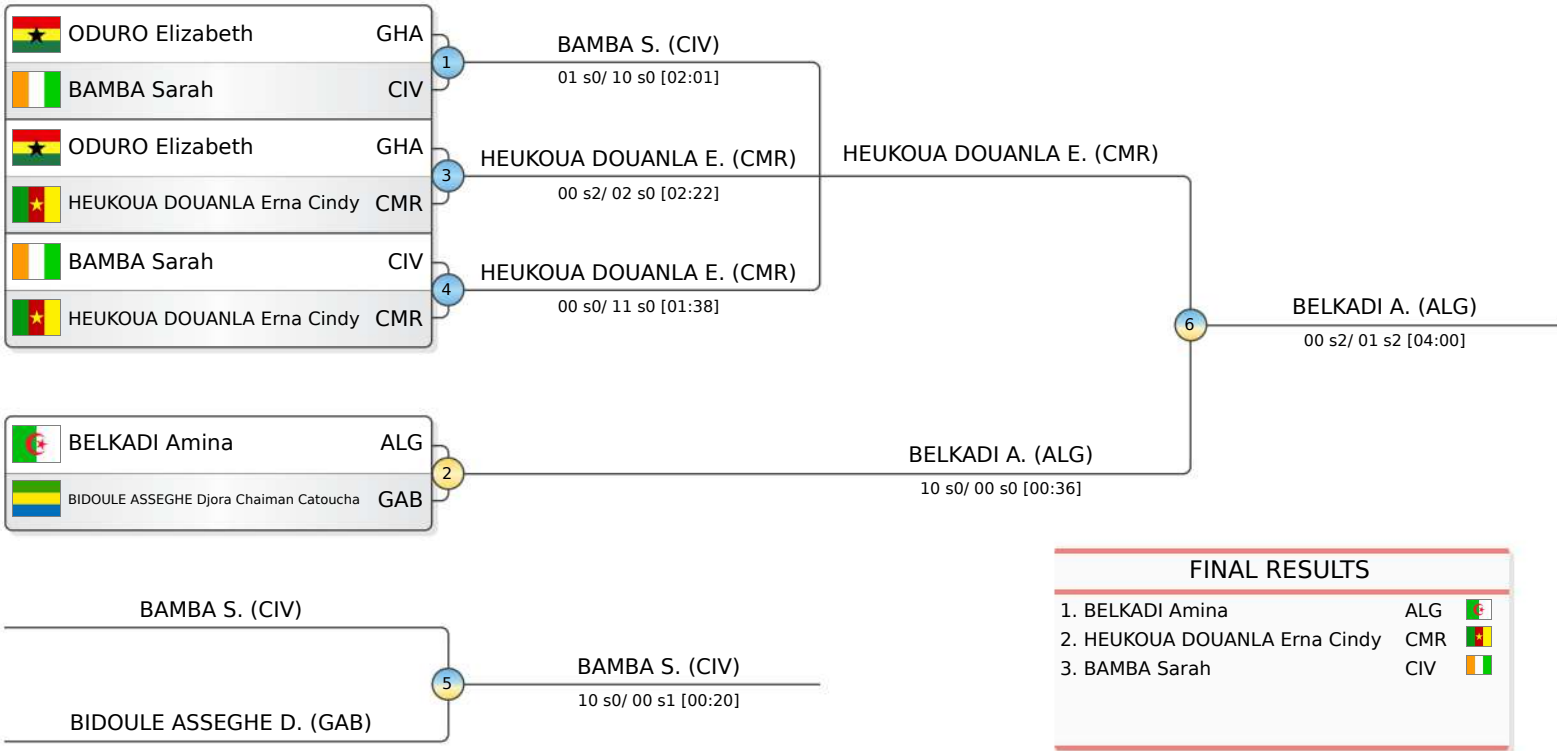 ODURO Elizabeth GHA
BAMBA Sarah CIV
1
BAMBA S. (CIV)
01 s0/ 10 s0 [02:01]
ODURO Elizabeth GHA
HEUKOUA DOUANLA Erna Cindy CMR
3
HEUKOUA DOUANLA E. (CMR)
00 s2/ 02 s0 [02:22]
HEUKOUA DOUANLA E. (CMR)
BAMBA Sarah CIV
HEUKOUA DOUANLA Erna Cindy CMR
4
HEUKOUA DOUANLA E. (CMR)
00 s0/ 11 s0 [01:38]
6
BELKADI A. (ALG)
00 s2/ 01 s2 [04:00]
BELKADI Amina ALG
BIDOULE ASSEGHE Djora Chaiman Catoucha GAB
2
BELKADI A. (ALG)
10 s0/ 00 s0 [00:36]
BAMBA S. (CIV)
BIDOULE ASSEGHE D. (GAB)
5
BAMBA S. (CIV)
10 s0/ 00 s1 [00:20]
FINAL RESULTS
1. BELKADI Amina ALG
2. HEUKOUA DOUANLA Erna Cindy CMR
3. BAMBA Sarah CIV